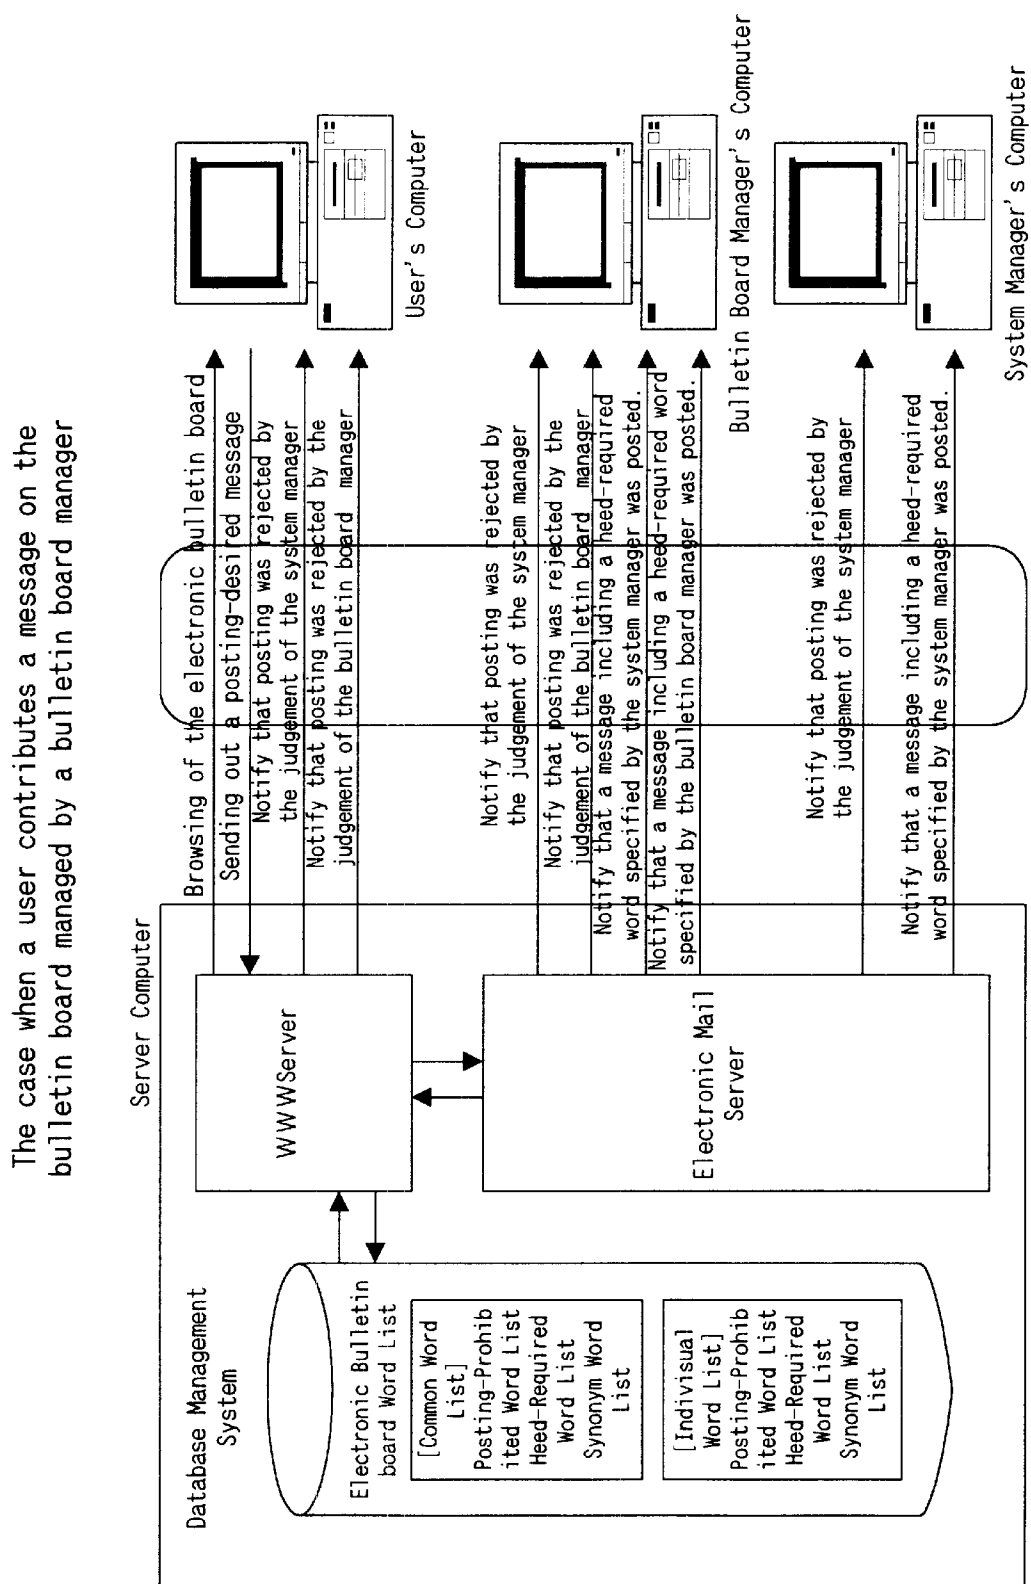 The case when a user contributes a message on the
bulletin board managed by a bulletin board manager
Server Computer
Database Management
System
Electronic Bulletin
board Word List
[Common Word
List]
Posting-Prohib
ited Word List
Heed-Required
Word List
Synonym Word
List
[Indivisual
Word List]
Posting-Prohib
ited Word List
Heed-Required
Word List
Synonym Word
List
WWWServer
Electronic Mail
Server
Browsing of the electronic bulletin board
Sending out a posting-desired message
Notify that posting was rejected by
the judgement of the system manager
Notify that posting was rejected by the
judgement of the bulletin board manager
User's Computer
Notify that posting was rejected by
the judgement of the system manager
Notify that posting was rejected by the
judgement of the bulletin board manager
Notify that a message including a heed-required
word specified by the system manager was posted.
Notify that a message including a heed-required word
specified by the bulletin board manager was posted.
Bulletin Board Manager's Computer
Notify that posting was rejected by
the judgement of the system manager
Notify that a message including a heed-required
word specified by the system manager was posted.
System Manager's Computer